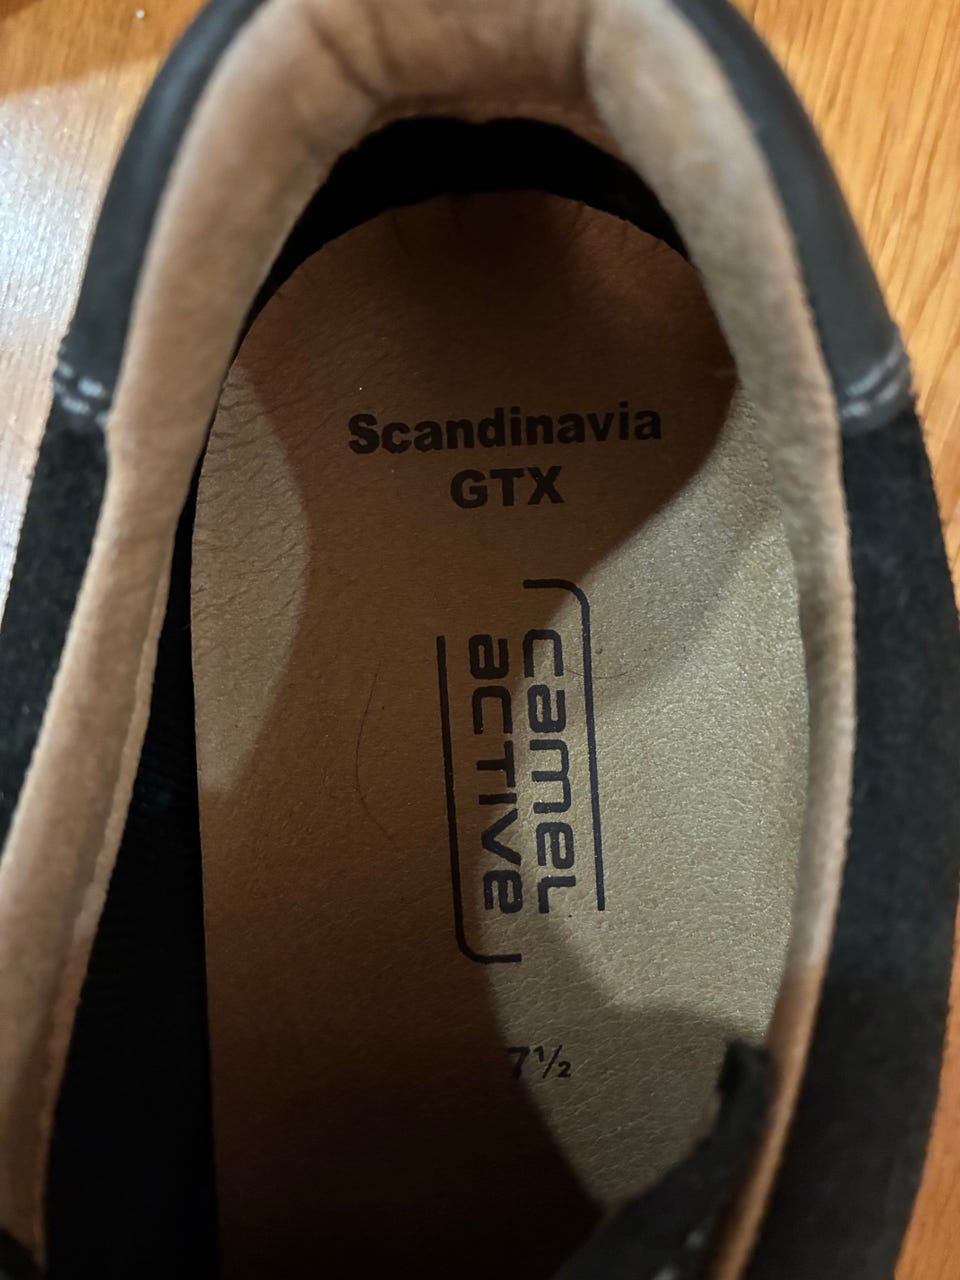 Scandinavia
GTX
camel
active
7½